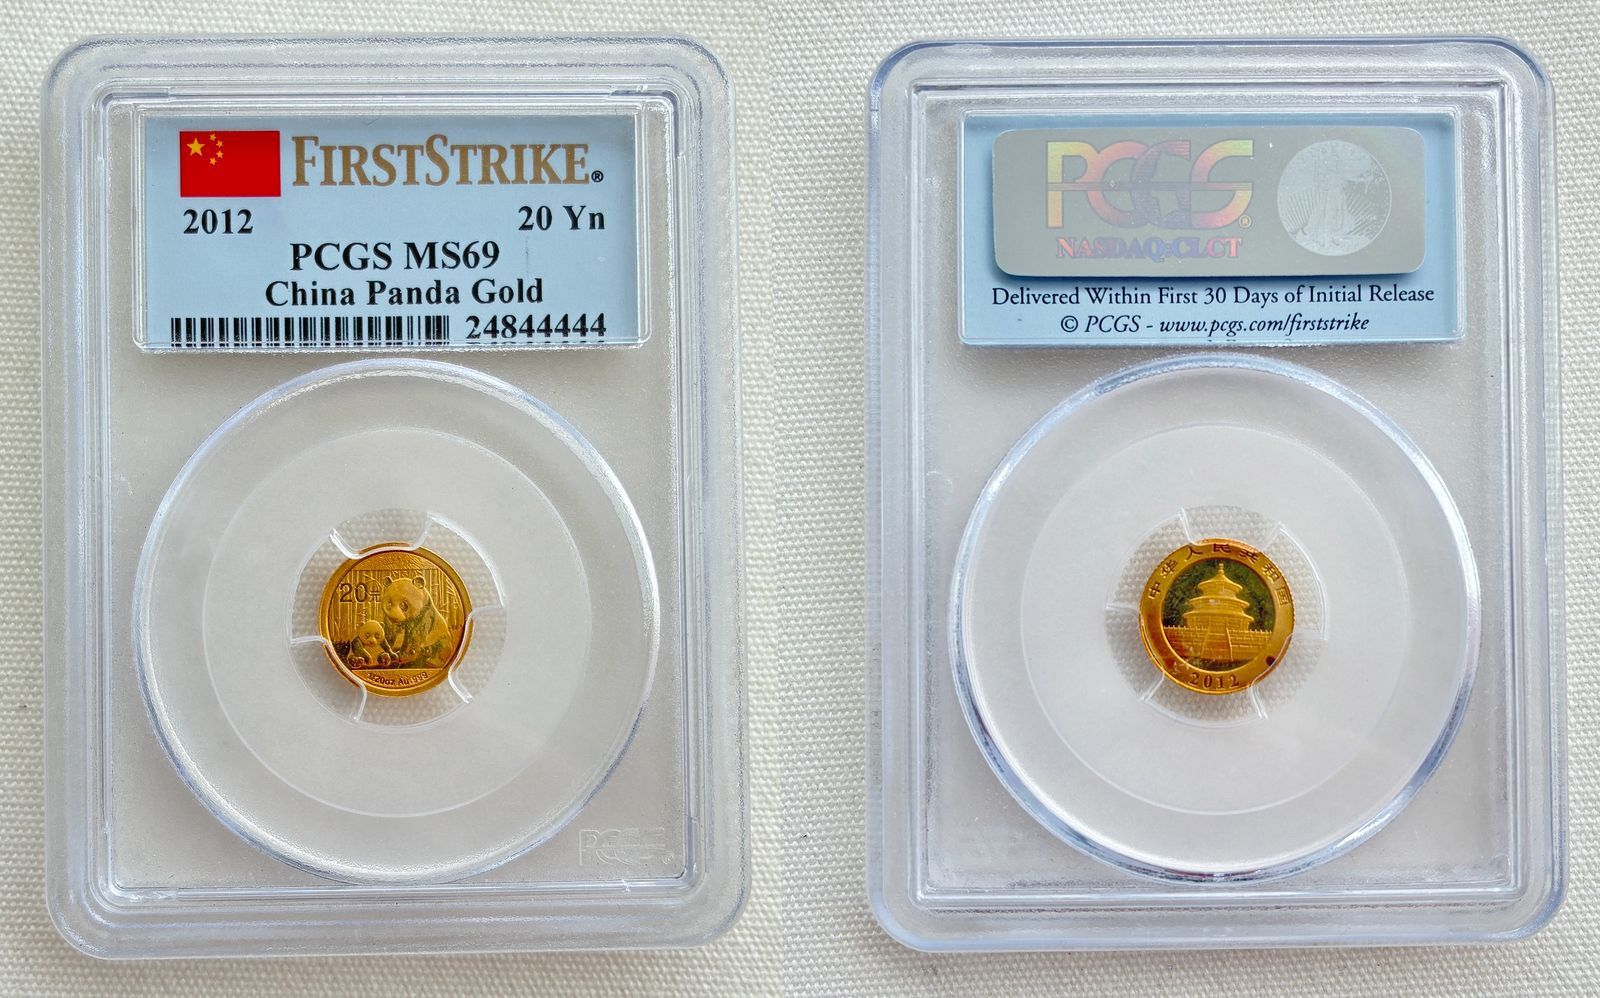 FIRSTSTRIKE®
2012 20 Yn
PCGS MS69
China Panda Gold
24844444
20元
1/20oz Au.999
PCGS
PCGS®
NASDAQ:CLCT
Delivered Within First 30 Days of Initial Release
© PCGS - www.pcgs.com/firststrike
中华人民共和国
2012